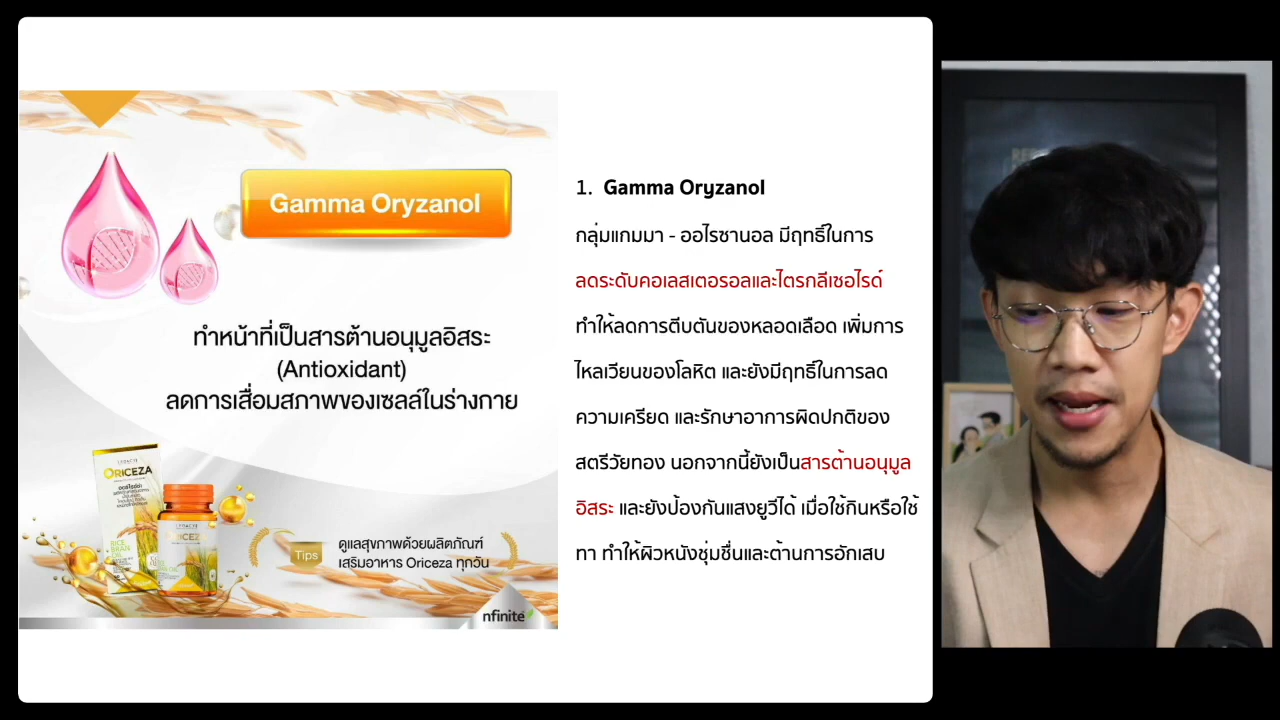 Gamma Oryzanol
ทำหน้าที่เป็นสารต้านอนุมูลอิสระ
(Antioxidant)
ลดการเสื่อมสภาพของเซลล์ในร่างกาย
ORICEZA
RICE
BRAN
OIL
Tips
ดูแลสุขภาพด้วยผลิตภัณฑ์
เสริมอาหาร Oriceza ทุกวัน
nfinite
1. Gamma Oryzanol
กลุ่มแกมมา - ออไรซานอล มีฤทธิ์ในการ
ลดระดับคอเลสเตอรอลและไตรกลีเซอไรด์
ทำให้ลดการตีบตันของหลอดเลือด เพิ่มการ
ไหลเวียนของโลหิต และยังมีฤทธิ์ในการลด
ความเครียด และรักษาอาการผิดปกติของ
สตรีวัยทอง นอกจากนี้ยังเป็นสารต้านอนุมูล
อิสระ และยังป้องกันแสงยูวีได้ เมื่อใช้กินหรือใช้
ทา ทำให้ผิวหนังชุ่มชื่นและต้านการอักเสบ